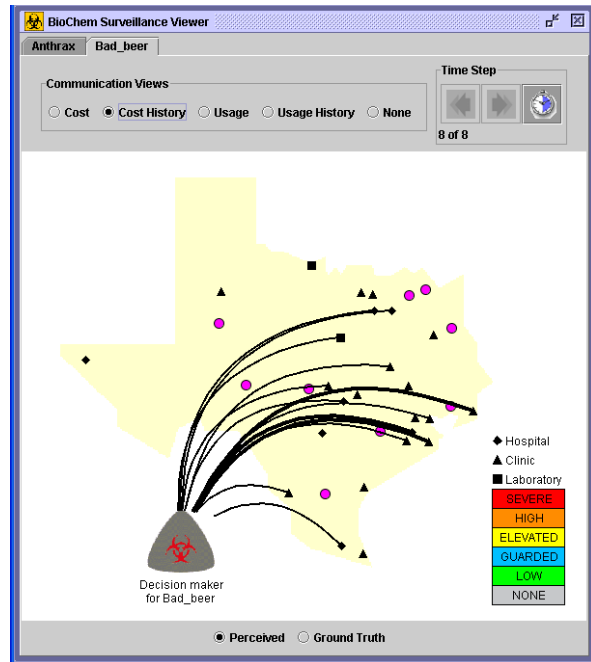 BioChem Surveillance Viewer
Anthrax Bad_beer
Communication Views
Cost Cost History Usage Usage History None
Time Step
8 of 8
Hospital
Clinic
Laboratory
SEVERE
HIGH
ELEVATED
GUARDED
LOW
NONE
Decision maker
for Bad_beer
Perceived Ground Truth